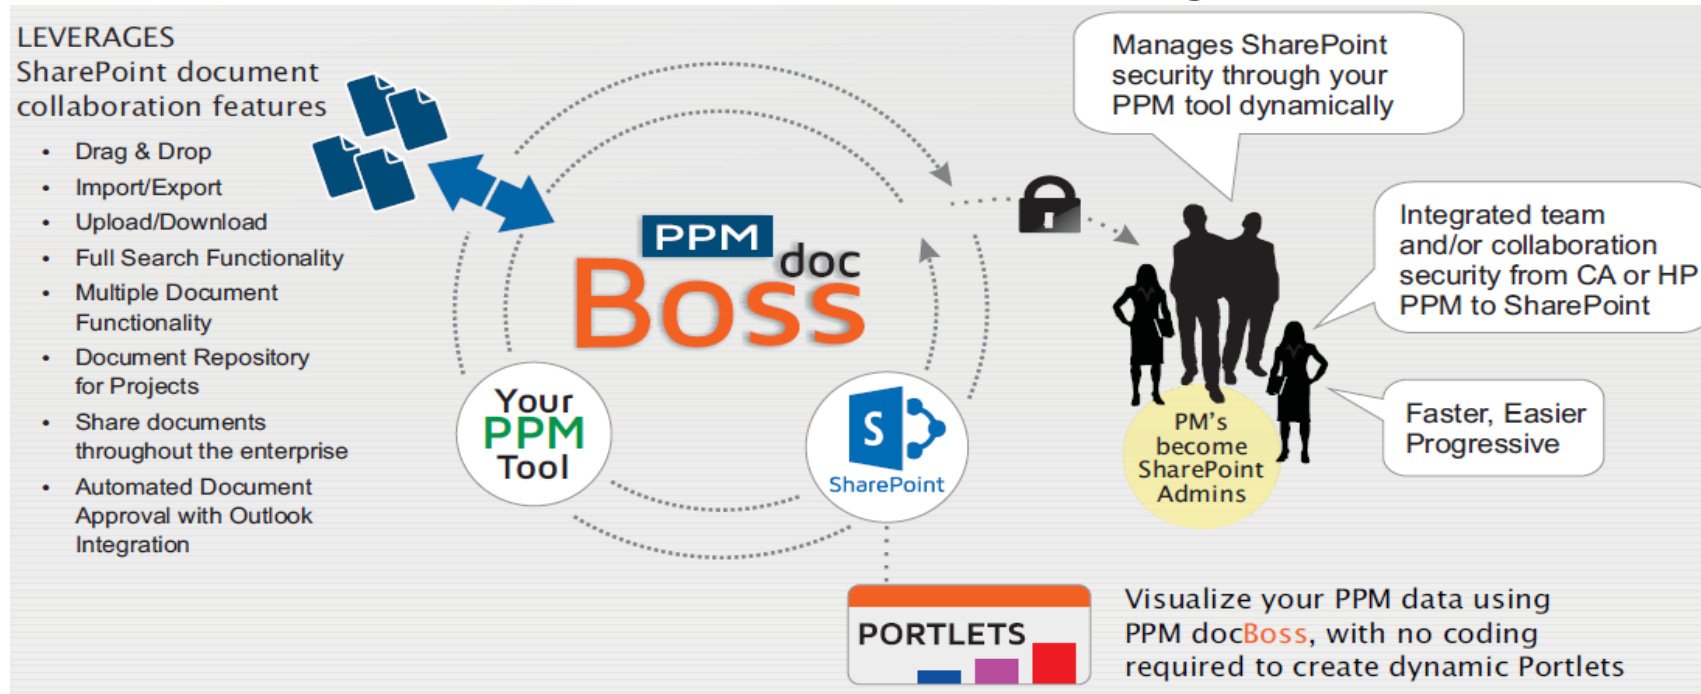 LEVERAGES
SharePoint document
collaboration features
• Drag & Drop
• Import/Export
• Upload/Download
• Full Search Functionality
• Multiple Document
Functionality
• Document Repository
for Projects
• Share documents
throughout the enterprise
• Automated Document
Approval with Outlook
Integration
PPM
doc
Boss
Your
PPM
Tool
S
SharePoint
Manages SharePoint
security through your
PPM tool dynamically
Integrated team
and/or collaboration
security from CA or HP
PPM to SharePoint
Faster, Easier
Progressive
PM's
become
SharePoint
Admins
PORTLETS
Visualize your PPM data using
PPM docBoss, with no coding
required to create dynamic Portlets